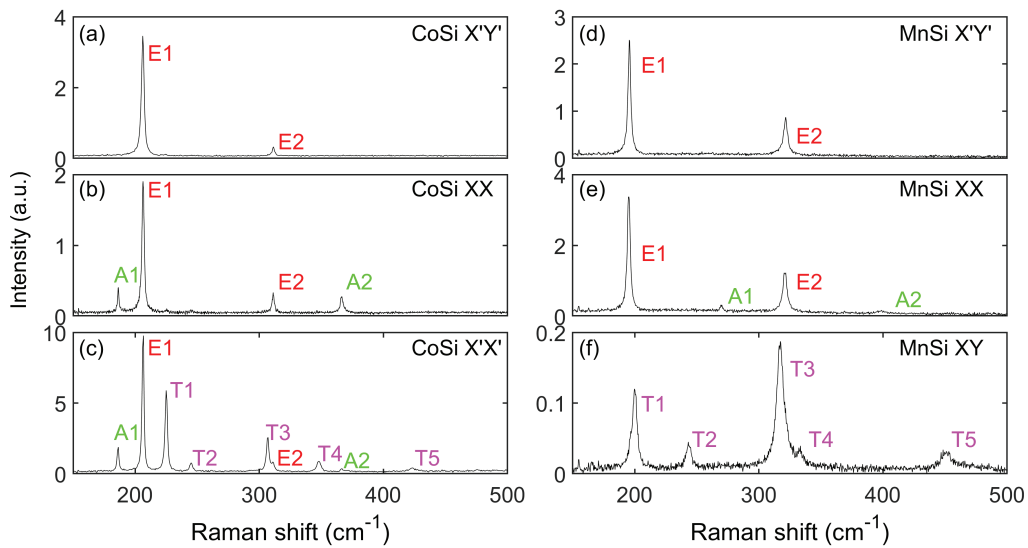 (a) CoSi X'Y'
E1
E2
4
2
0
(b) CoSi XX
E1
A1
E2
A2
2
1
0
Intensity (a.u.)
(c) CoSi X'X'
E1
T1
A1
T2
T3
E2
T4
A2
T5
10
5
0
200 300 400 500
Raman shift (cm-1)
(d) MnSi X'Y'
E1
E2
3
2
1
0
(e) MnSi XX
E1
A1
E2
A2
4
2
0
(f) MnSi XY
T1
T2
T3
T4
T5
0.2
0.1
0
200 300 400 500
Raman shift (cm-1)